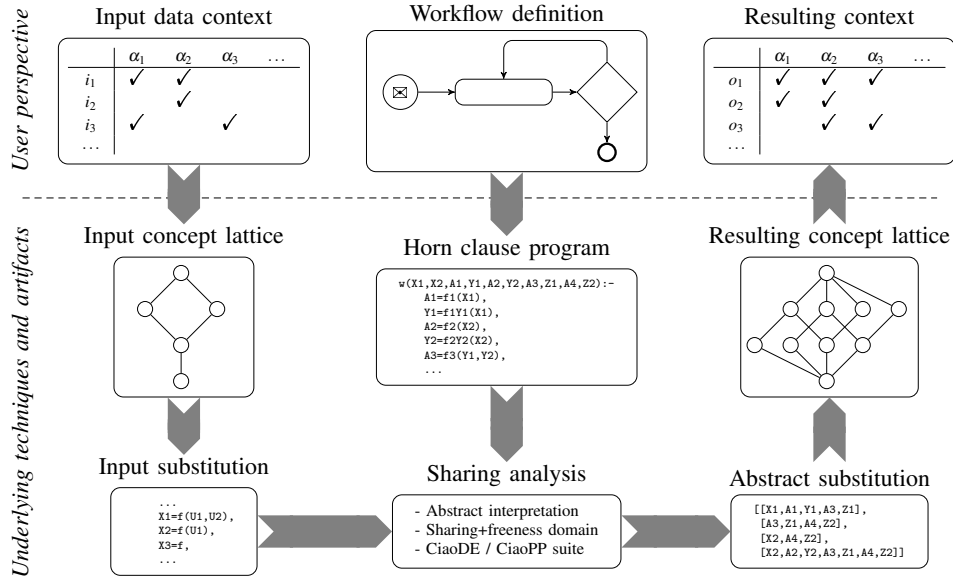 Input data context
Workflow definition
Resulting context
User perspective
α1 α2 α3 ...
i1 ✓ ✓
i2 ✓
i3 ✓ ✓
...
α1 α2 α3 ...
o1 ✓ ✓ ✓
o2 ✓ ✓
o3 ✓ ✓
...
Underlying techniques and artifacts
Input concept lattice
Horn clause program
Resulting concept lattice
w(X1,X2,A1,Y1,A2,Y2,A3,Z1,A4,Z2):-
A1=f1(X1),
Y1=f1Y1(X1),
A2=f2(X2),
Y2=f2Y2(X2),
A3=f3(Y1,Y2),
...
Input substitution
Sharing analysis
Abstract substitution
...
X1=f(U1,U2),
X2=f(U1),
X3=f,
...
- Abstract interpretation
- Sharing+freeness domain
- CiaoDE / CiaoPP suite
[[X1,A1,Y1,A3,Z1],
[A3,Z1,A4,Z2],
[X2,A4,Z2],
[X2,A2,Y2,A3,Z1,A4,Z2]]